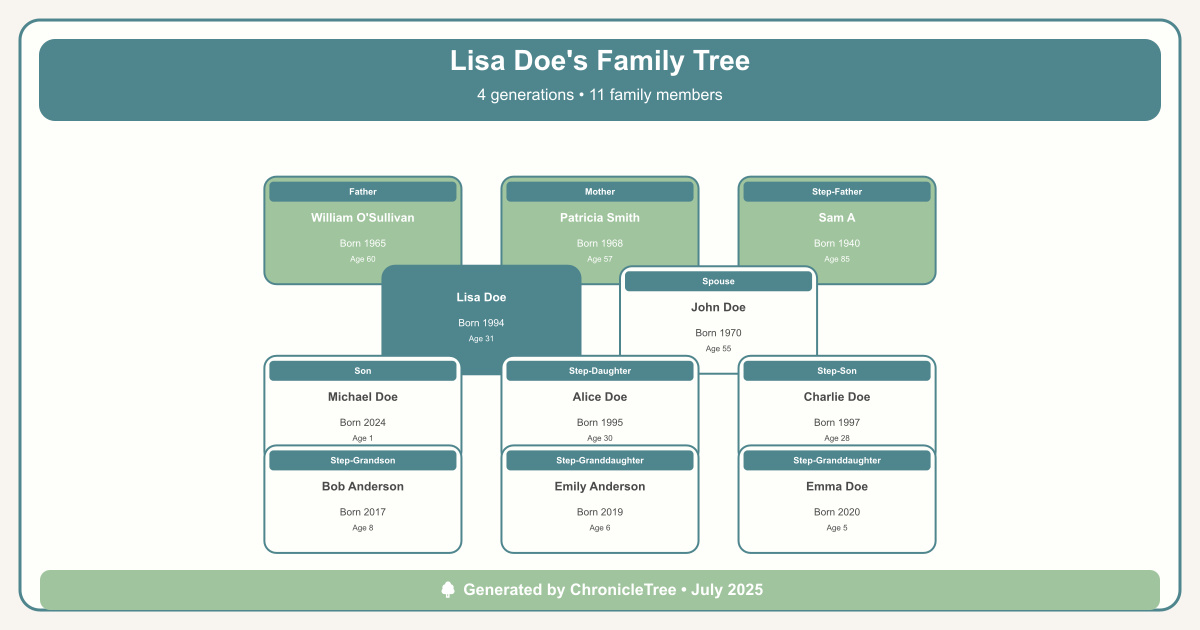 Lisa Doe's Family Tree
4 generations • 11 family members
Father
William O'Sullivan
Born 1965
Age 60
Mother
Patricia Smith
Born 1968
Age 57
Step-Father
Sam A
Born 1940
Age 85
Lisa Doe
Born 1994
Age 31
Spouse
John Doe
Born 1970
Age 55
Son
Michael Doe
Born 2024
Age 1
Step-Daughter
Alice Doe
Born 1995
Age 30
Step-Son
Charlie Doe
Born 1997
Age 28
Step-Grandson
Bob Anderson
Born 2017
Age 8
Step-Granddaughter
Emily Anderson
Born 2019
Age 6
Step-Granddaughter
Emma Doe
Born 2020
Age 5
Generated by ChronicleTree • July 2025